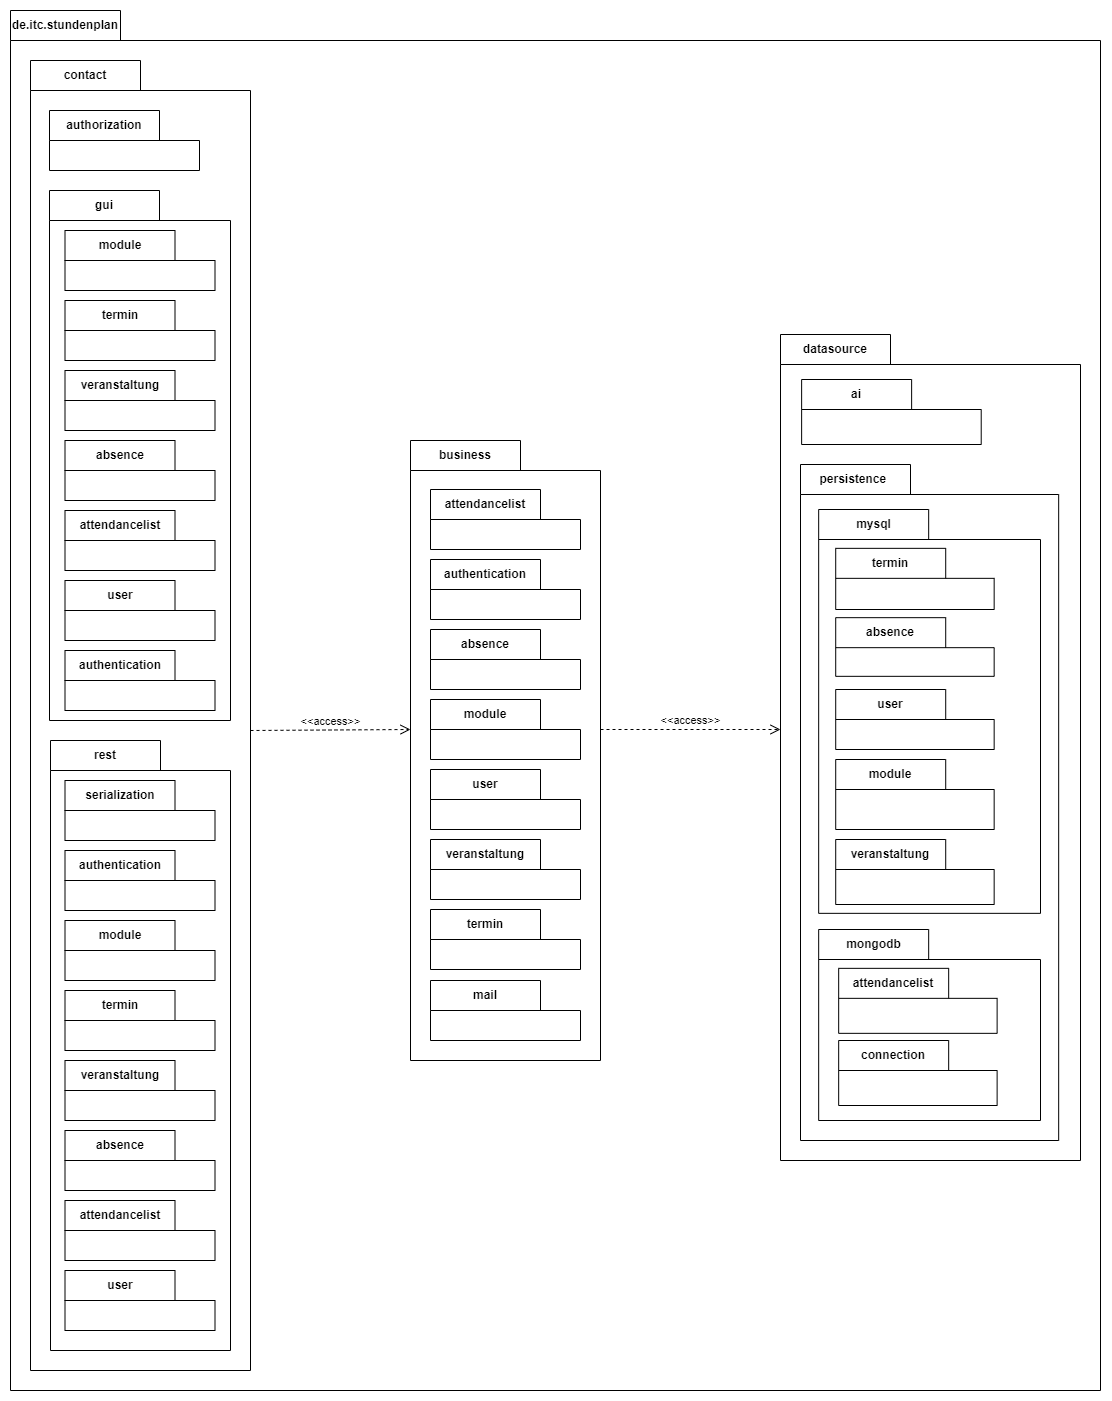 de.itc.stundenplan
contact
authorization
gui
module
termin
veranstaltung
absence
attendancelist
user
authentication
rest
serialization
authentication
module
termin
veranstaltung
absence
attendancelist
user
<<access>>
business
attendancelist
authentication
absence
module
user
veranstaltung
termin
mail
<<access>>
datasource
ai
persistence
mysql
termin
absence
user
module
veranstaltung
mongodb
attendancelist
connection